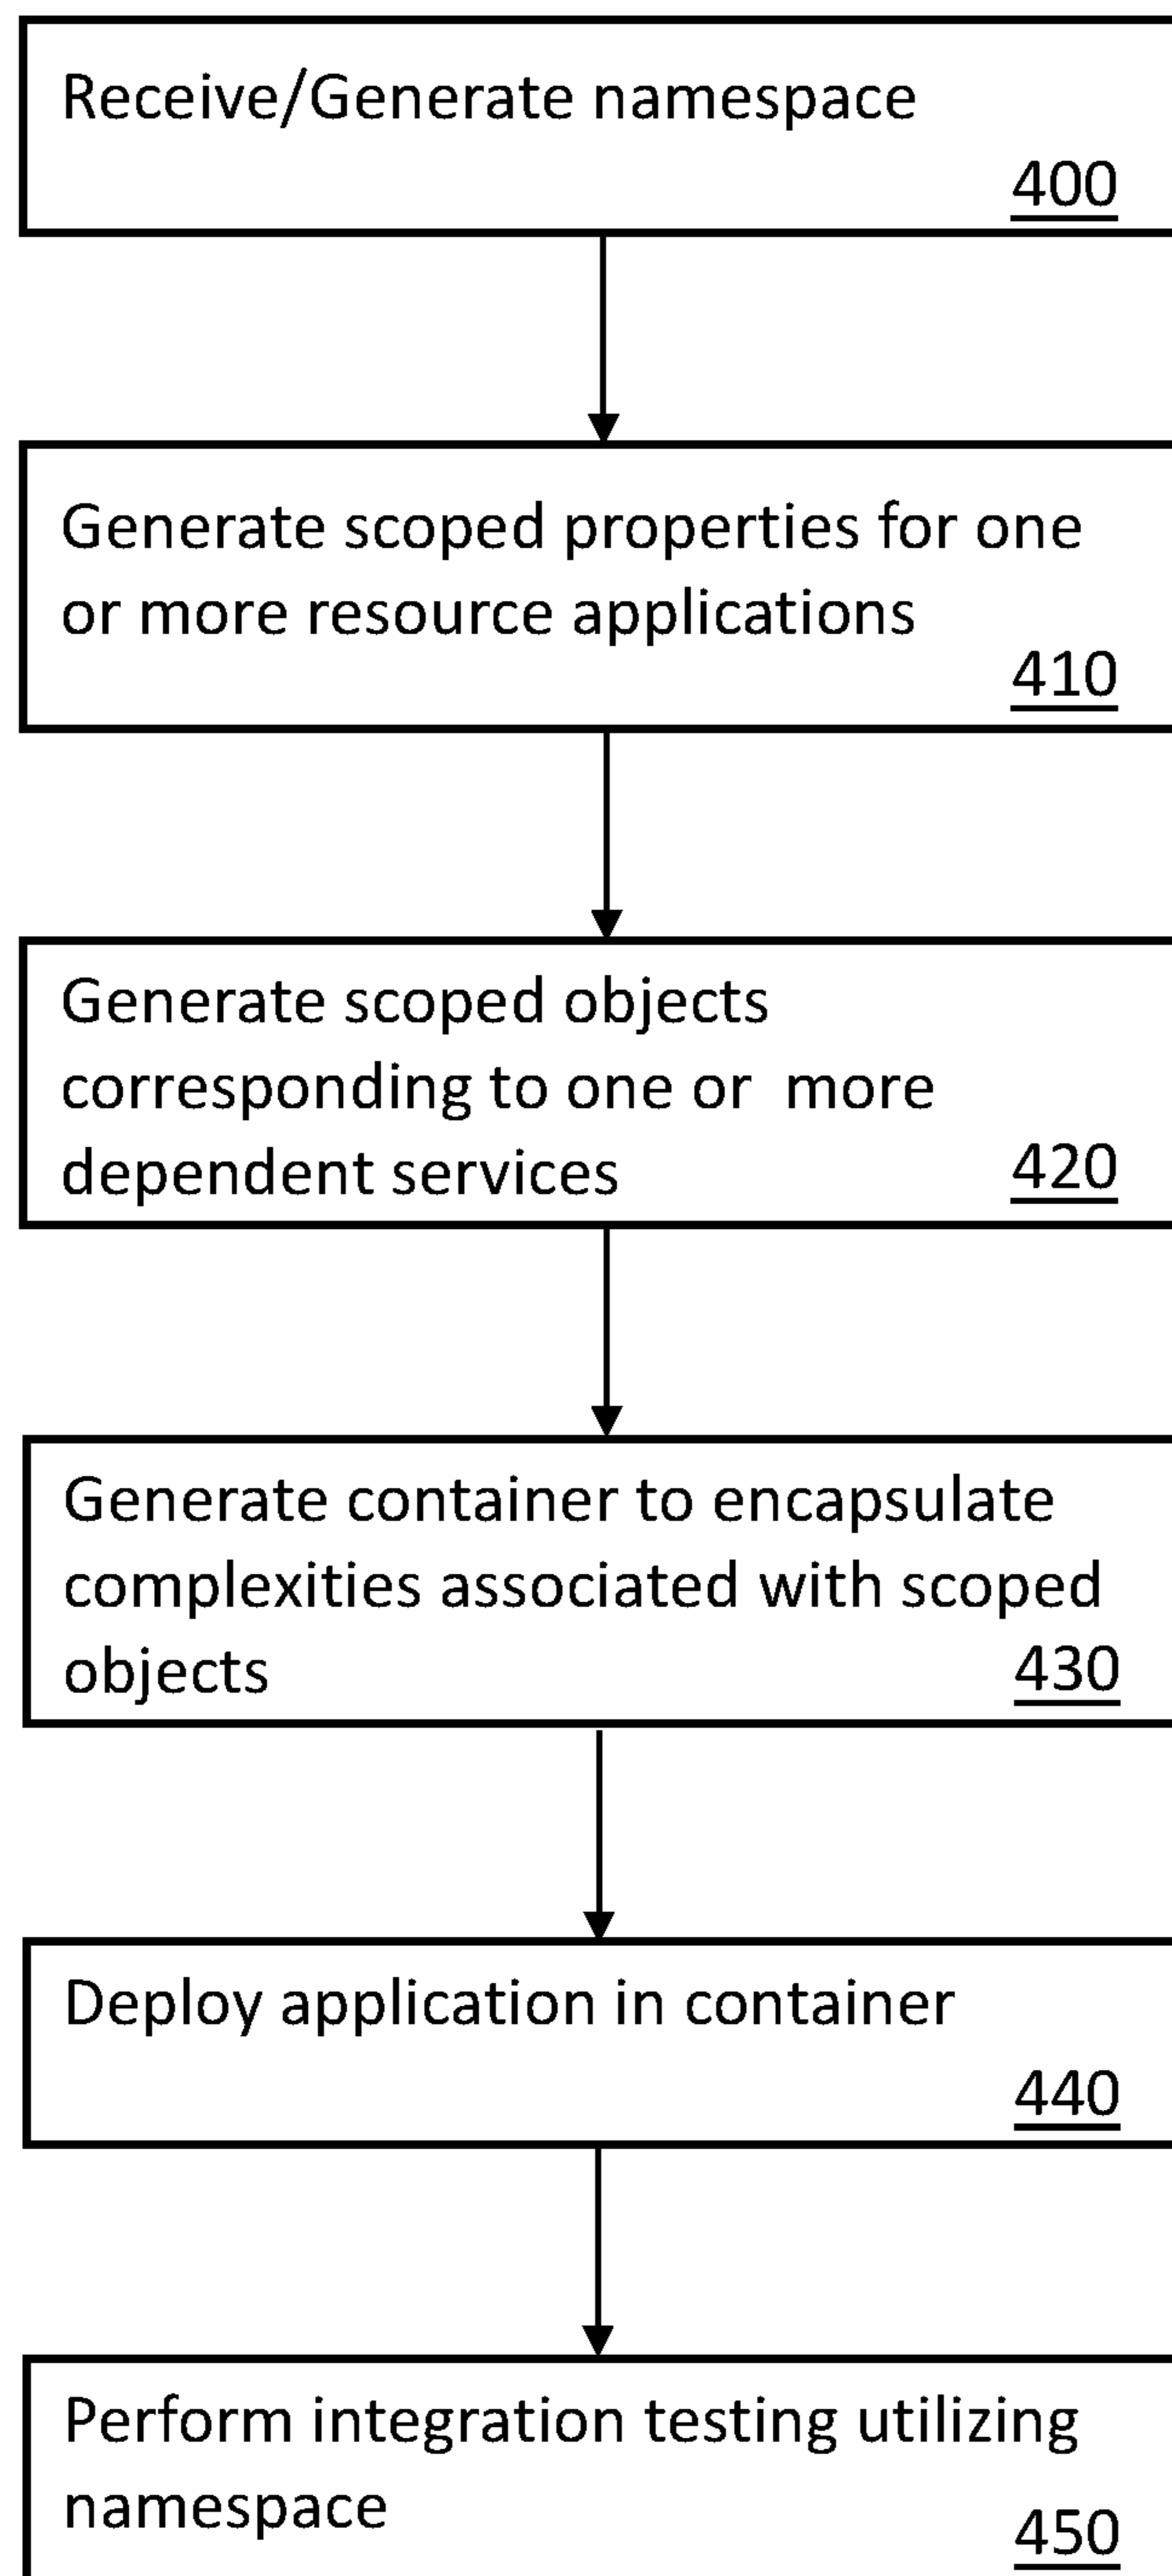 Receive/Generate namespace
400
Generate scoped properties for one
or more resource applications
410
Generate scoped objects
corresponding to one or  more
dependent services
420
Generate container to encapsulate
complexities associated with scoped
objects
430
Deploy application in container
440
Perform integration testing utilizing
namespace
450